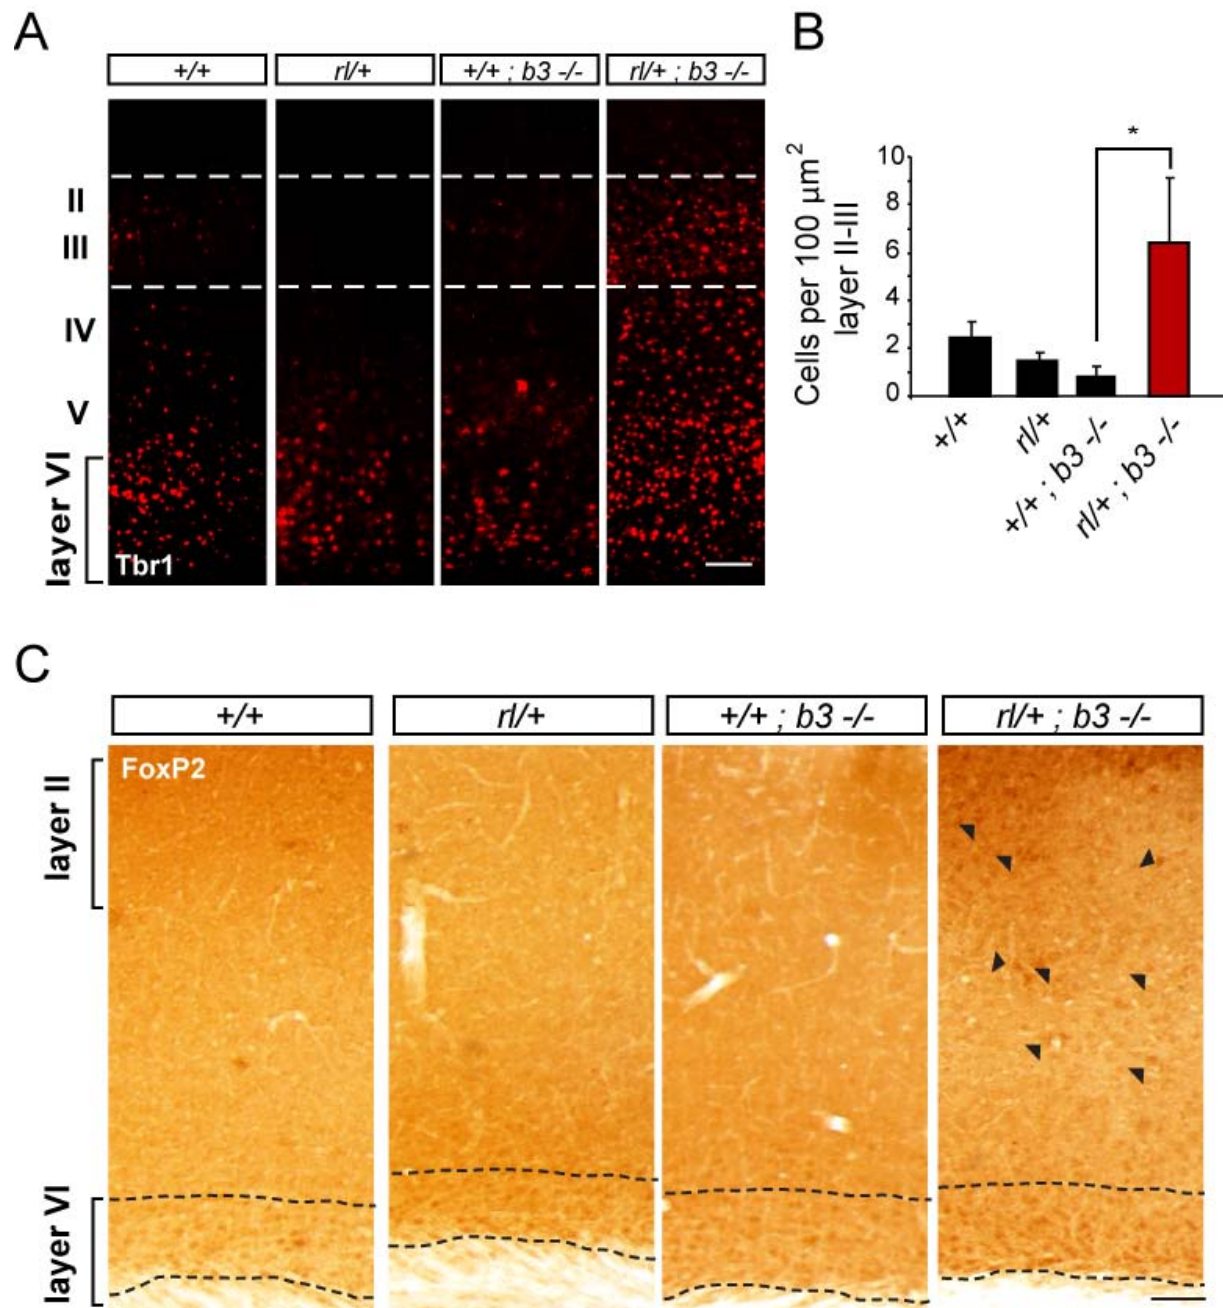 A
+/+
rl/+
+/+ ; b3 -/-
rl/+ ; b3 -/-
II
III
IV
V
layer VI
Tbr1
B
*
Cells per 100 µm2
layer II-III
10
8
6
4
2
0
+/+
rl/+
+/+ ; b3 -/-
rl/+ ; b3 -/-
C
+/+
rl/+
+/+ ; b3 -/-
rl/+ ; b3 -/-
FoxP2
layer II
layer VI